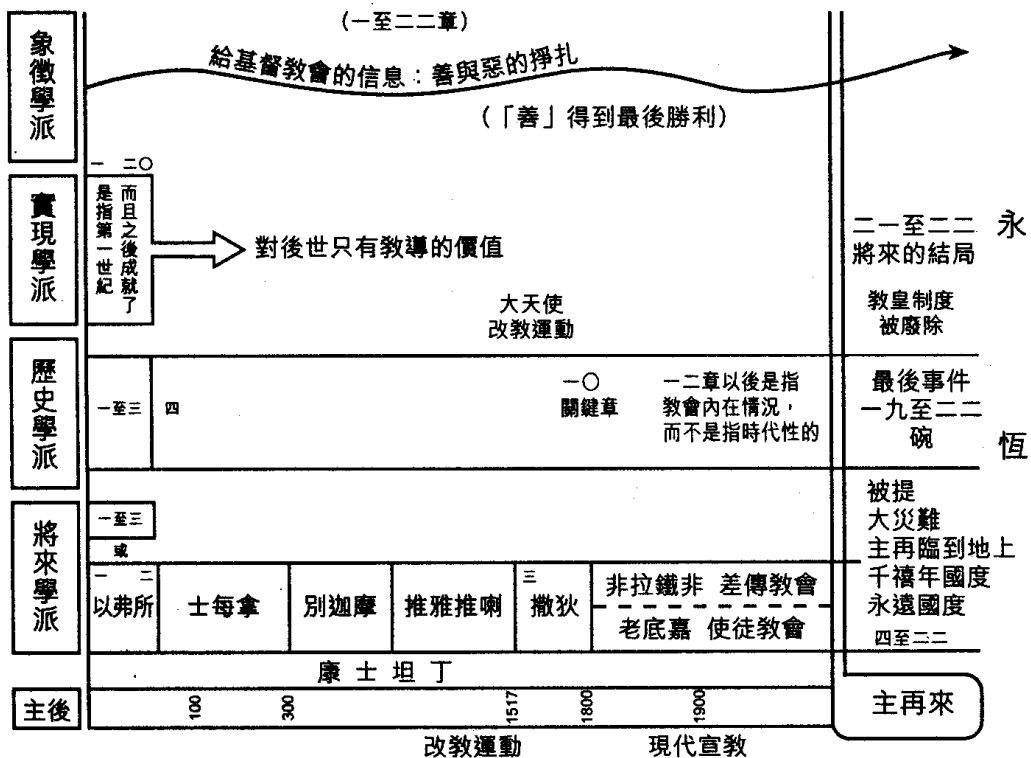 象徵學派
(一至二二章)
給基督教會的信息：善與惡的掙扎
(「善」得到最後勝利)
實現學派
一 二〇
而且之後成就了
是指第一世紀
對後世只有教導的價值
大天使
改教運動
二一至二二
將來的結局
教皇制度
被廢除
永
恆
歷史學派
一至三
四
一〇
關鍵章
一二章以後是指
教會內在情況，
而不是指時代性的
最後事件
一九至二二
碗
將來學派
一至三
或
一 二
以弗所
士每拿
別迦摩
推雅推喇
三
撒狄
非拉鐵非 差傳教會
老底嘉 使徒教會
被提
大災難
主再臨到地上
千禧年國度
永遠國度
四至二二
康士坦丁
主後
100
300
1517
1800
1900
主再來
改教運動
現代宣教